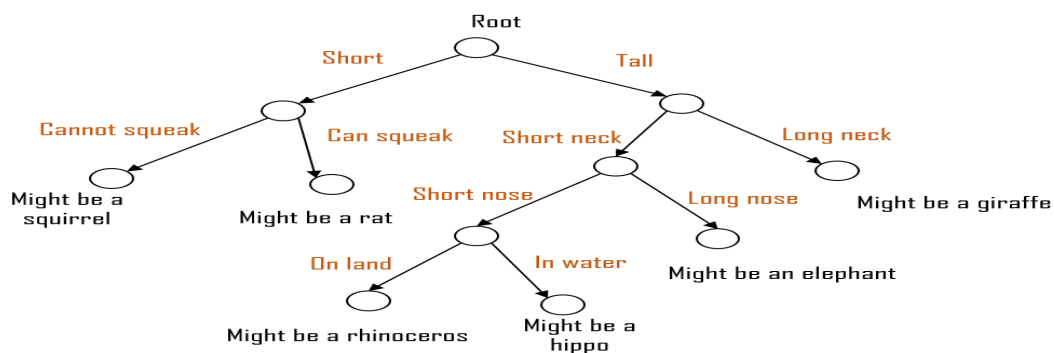 Root
Short
Tall
Cannot squeak
Can squeak
Short neck
Long neck
Might be a
squirrel
Might be a rat
Short nose
Long nose
Might be a giraffe
On land
In water
Might be an elephant
Might be a rhinoceros
Might be a
hippo